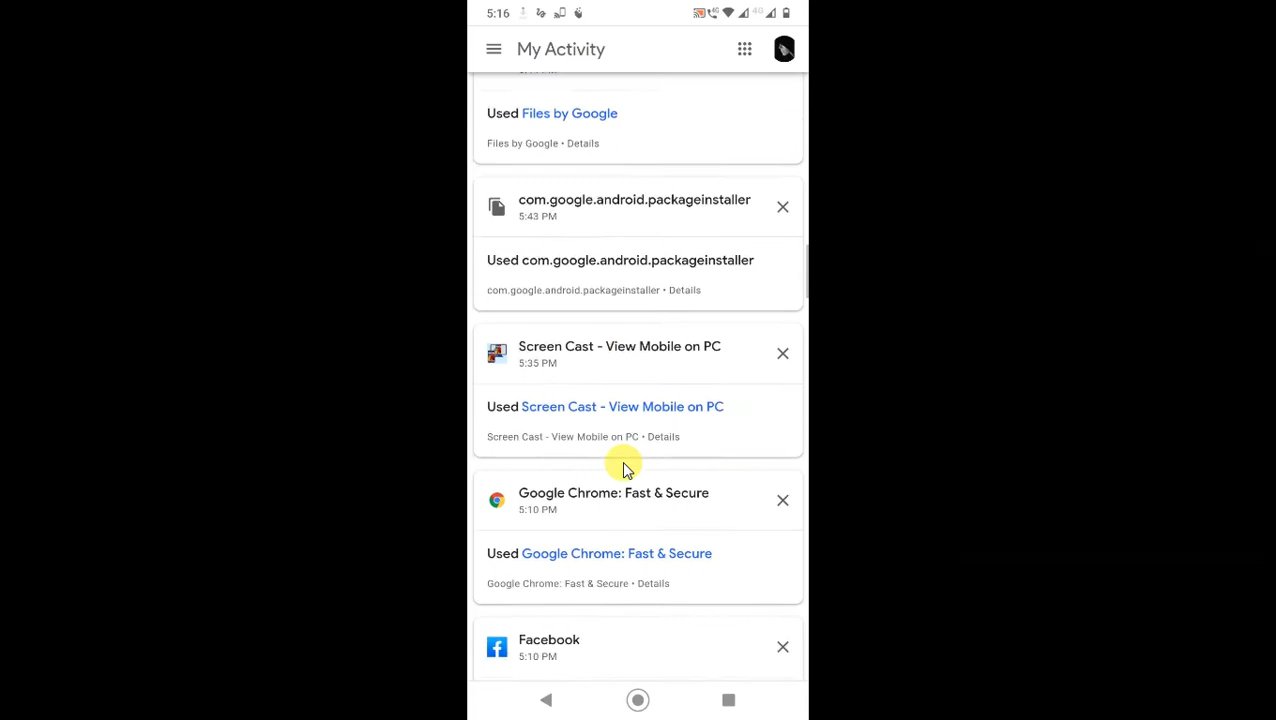 5:16
4G 4G
My Activity
Used Files by Google
Files by Google • Details
com.google.android.packageinstaller
5:43 PM
Used com.google.android.packageinstaller
com.google.android.packageinstaller • Details
Screen Cast - View Mobile on PC
5:35 PM
Used Screen Cast - View Mobile on PC
Screen Cast - View Mobile on PC • Details
Google Chrome: Fast & Secure
5:10 PM
Used Google Chrome: Fast & Secure
Google Chrome: Fast & Secure • Details
Facebook
5:10 PM